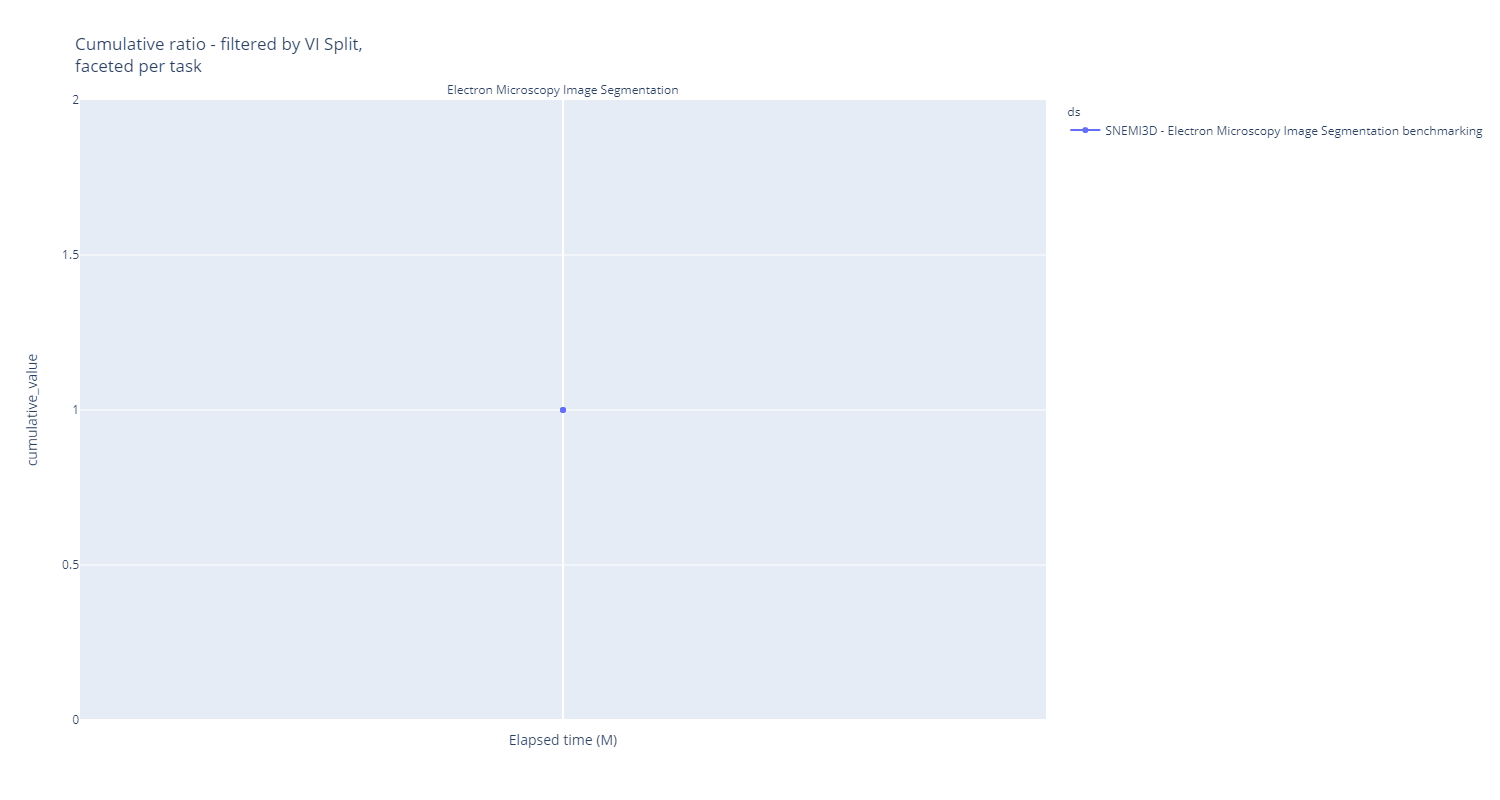 Cumulative ratio - filtered by VI Split,
faceted per task
Electron Microscopy Image Segmentation
ds
SNEMI3D - Electron Microscopy Image Segmentation benchmarking
2
1.5
1
0.5
0
cumulative_value
Elapsed time (M)